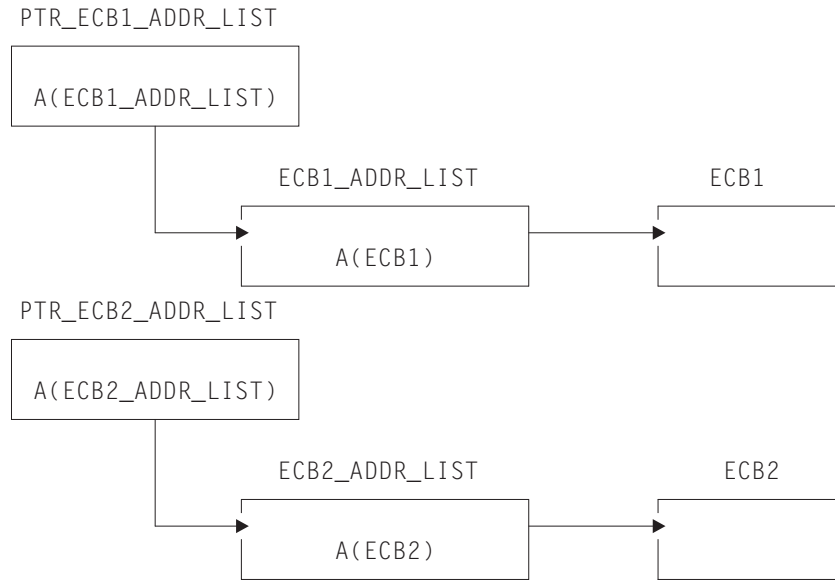 PTR_ECB1_ADDR_LIST
A(ECB1_ADDR_LIST)
ECB1_ADDR_LIST
ECB1
A(ECB1)
PTR_ECB2_ADDR_LIST
A(ECB2_ADDR_LIST)
ECB2_ADDR_LIST
ECB2
A(ECB2)